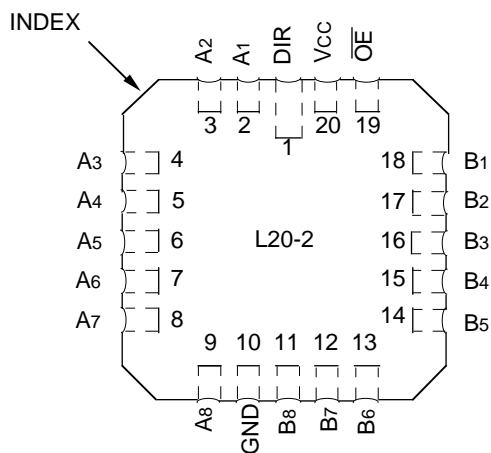 INDEX
A2 A1 DIR VCC OE
3 2 1 20 19
A3 4 18 B1
A4 5 17 B2
A5 6 L20-2 16 B3
A6 7 15 B4
A7 8 14 B5
9 10 11 12 13
A8 GND B8 B7 B6